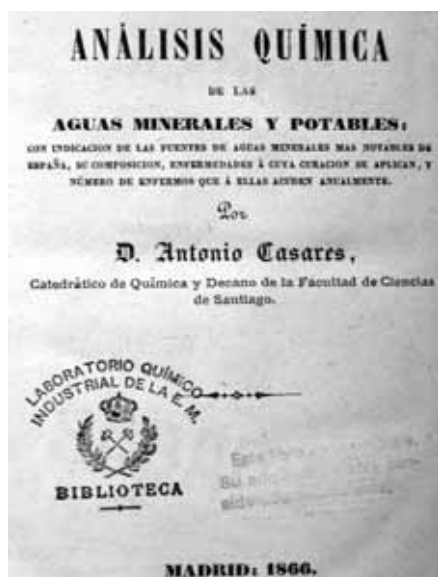 ANÁLISIS QUÍMICA
DE LAS
AGUAS MINERALES Y POTABLES:
CON INDICACION DE LAS FUENTES DE AGUAS MINERALES MAS NOTABLES DE
ESPAÑA, SU COMPOSICION, ENFERMEDADES Á CUYA CURACION SE APLICAN, Y
NÚMERO DE ENFERMOS QUE Á ELLAS ACUDEN ANUALMENTE.
Por
D. Antonio Casares,
Catedrático de Química y Decano de la Facultad de Ciencias
de Santiago.
LABORATORIO QUÍMICO
INDUSTRIAL DE LA E. M.
BIBLIOTECA
Su
MADRID: 1866.